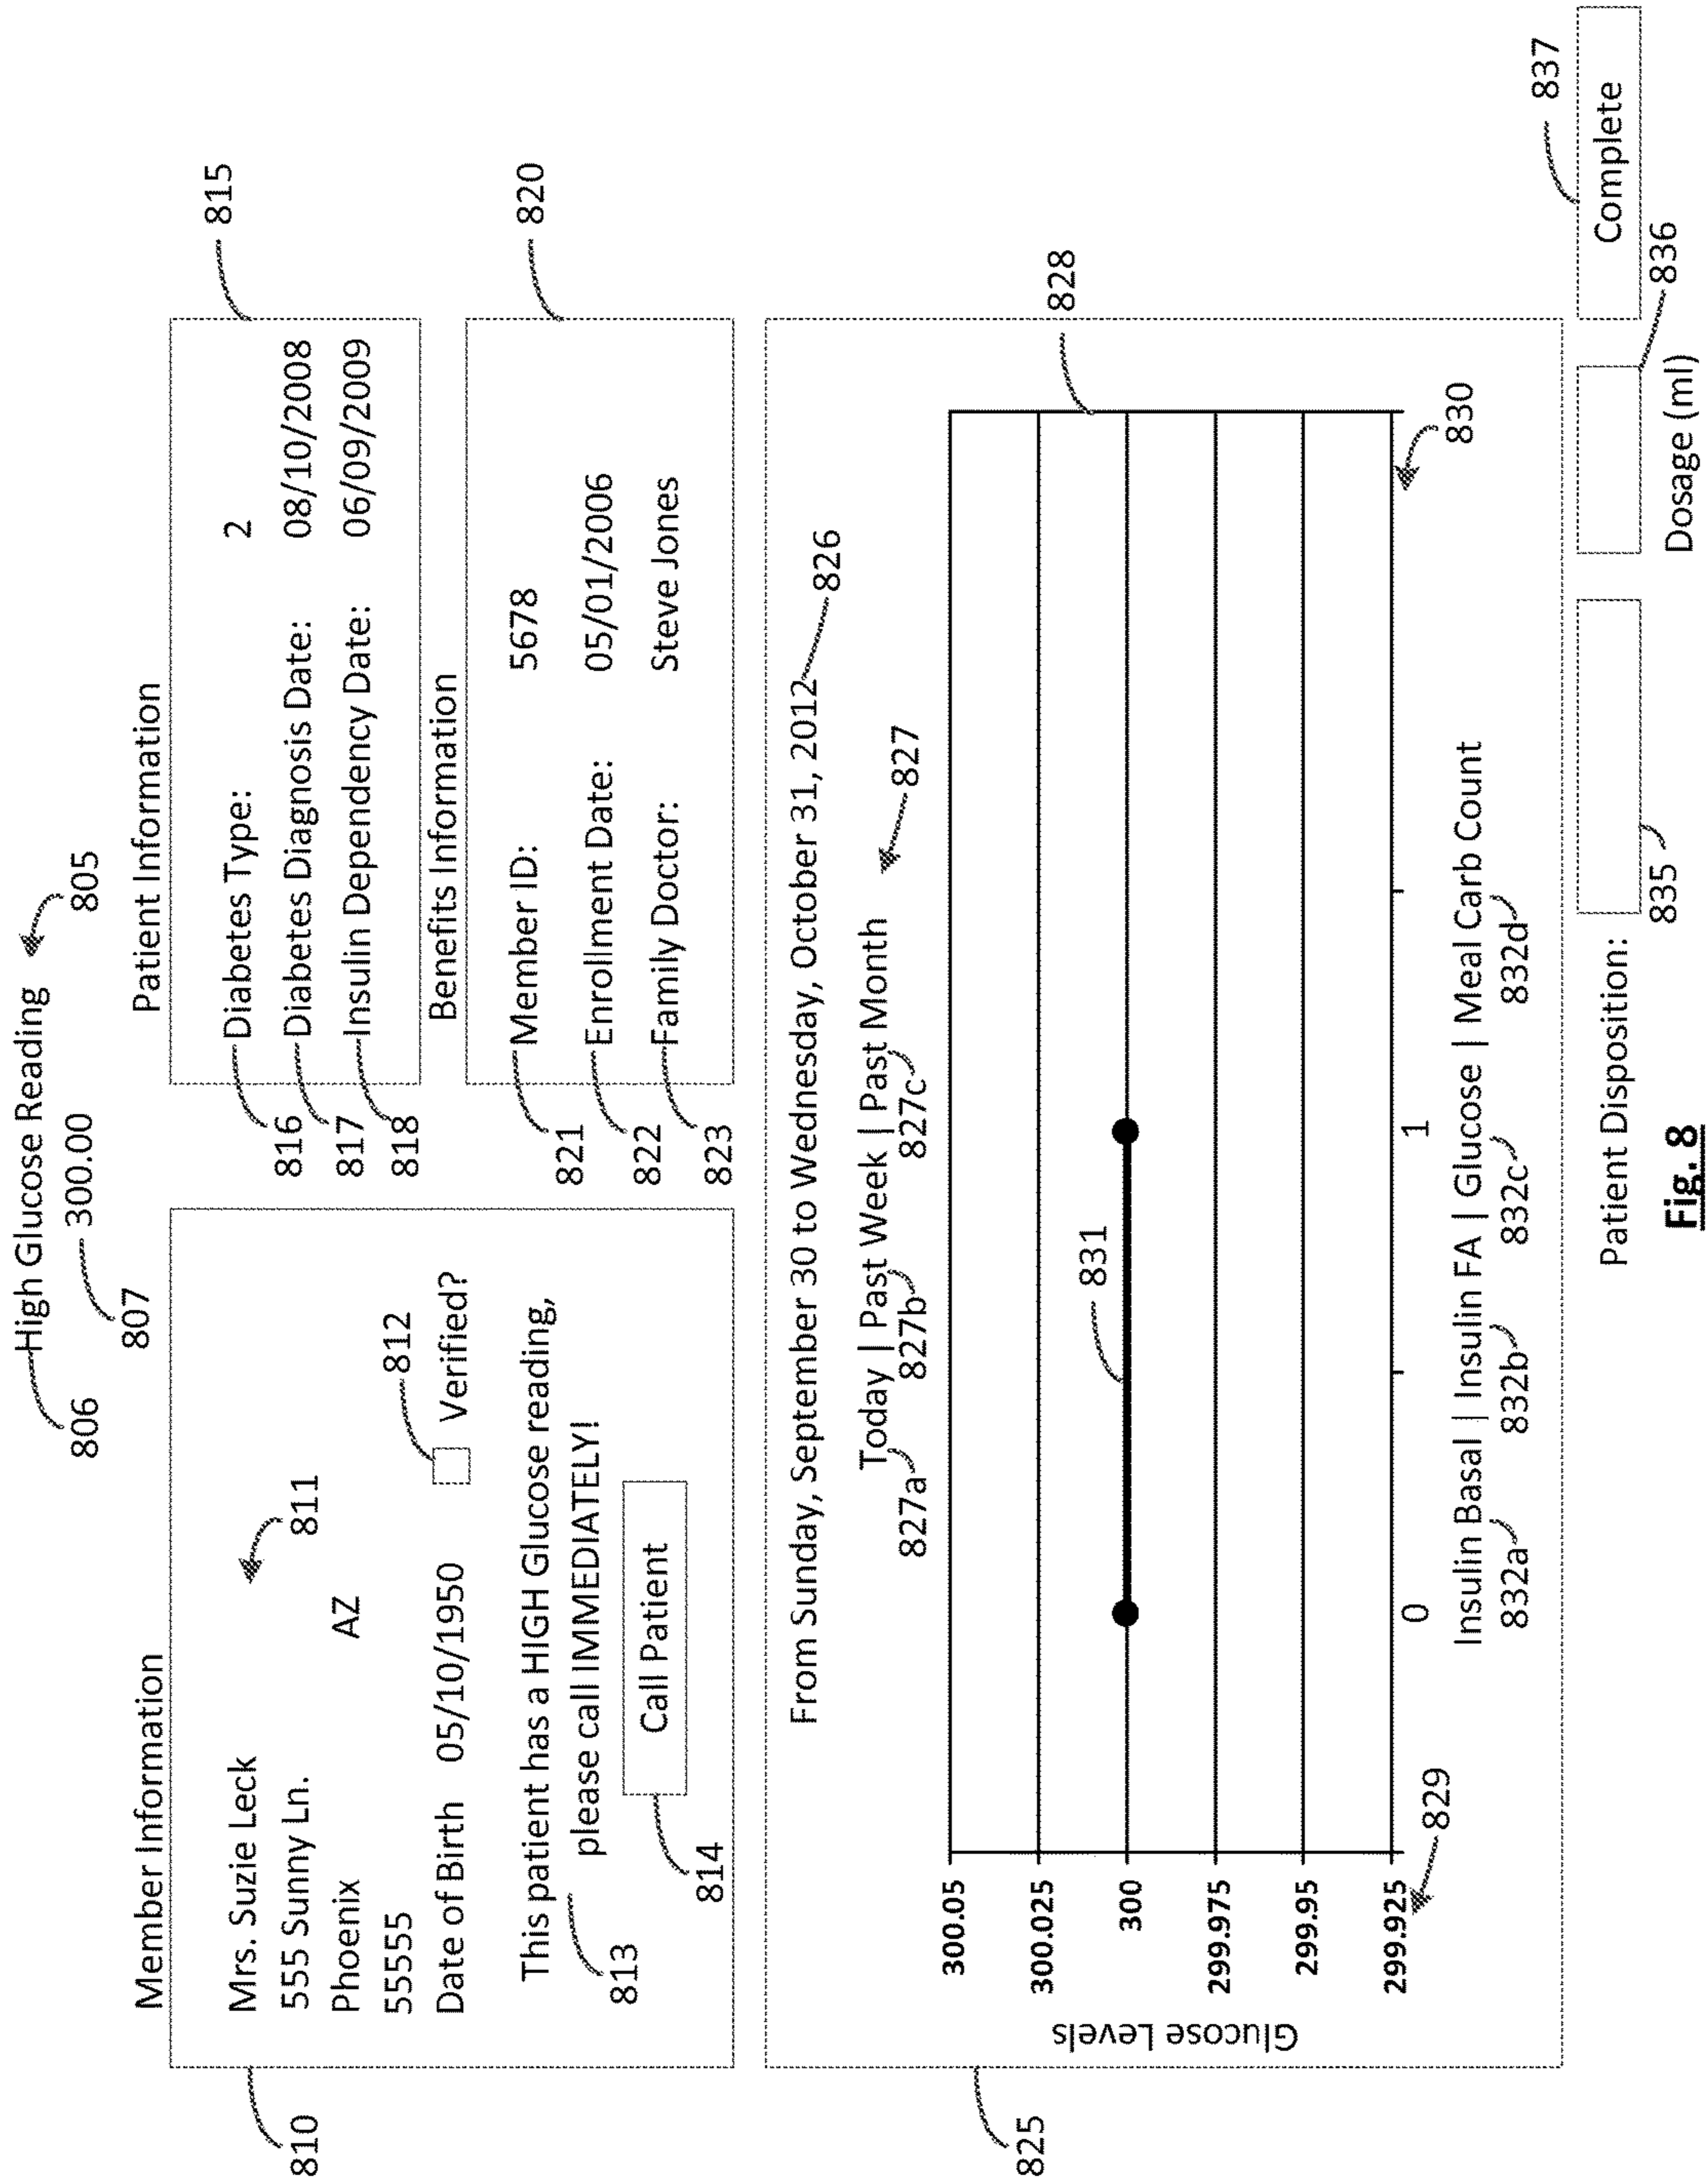 High Glucose Reading
805
806
300.00
807
Member Information
810
Mrs. Suzie Leck
811
555 Sunny Ln.
Phoenix AZ
55555
812
Date of Birth 05/10/1950 Verified?
This patient has a HIGH Glucose reading,
please call IMMEDIATELY!
813
Call Patient
814
Patient Information
815
816 Diabetes Type: 2
817 Diabetes Diagnosis Date: 08/10/2008
818 Insulin Dependency Date: 06/09/2009
Benefits Information
820
821 Member ID: 5678
822 Enrollment Date: 05/01/2006
823 Family Doctor: Steve Jones
From Sunday, September 30 to Wednesday, October 31, 2012
826
Today | Past Week | Past Month
827
827a 827b 827c
825
828
Glucose Levels
300.05
300.025
300
299.975
299.95
299.925
831
829
0 1
830
Insulin Basal | Insulin FA | Glucose | Meal Carb Count
832a 832b 832c 832d
837
Patient Disposition:
Complete
835
836
Dosage (ml)
Fig. 8